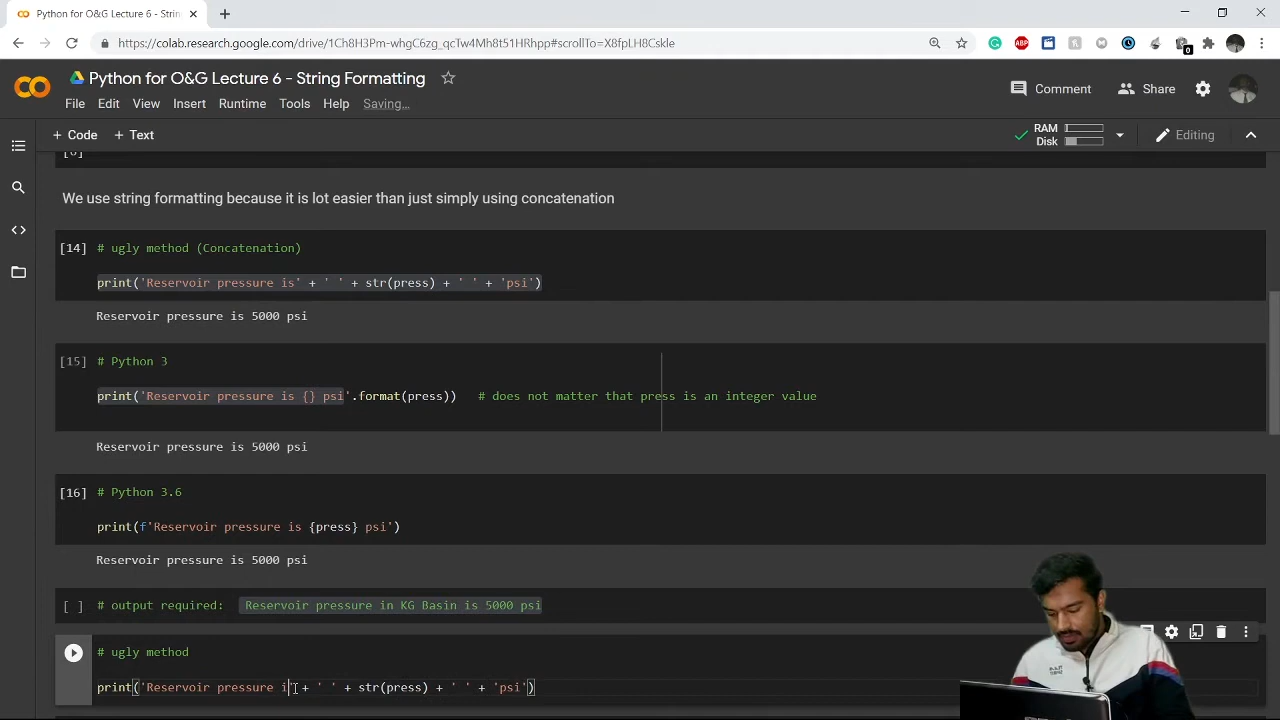 Python for O&G Lecture 6 - Strin
https://colab.research.google.com/drive/1Ch8H3Pm-whgC6zg_qcTw4Mh8t51HRhpp#scrollTo=X8fpLH8Cskle
Python for O&G Lecture 6 - String Formatting
File Edit View Insert Runtime Tools Help Saving...
Comment Share
+ Code + Text
RAM
Disk
Editing
We use string formatting because it is lot easier than just simply using concatenation
[14] # ugly method (Concatenation)
print('Reservoir pressure is' + ' ' + str(press) + ' ' + 'psi')
Reservoir pressure is 5000 psi
[15] # Python 3
print('Reservoir pressure is {} psi'.format(press)) # does not matter that press is an integer value
Reservoir pressure is 5000 psi
[16] # Python 3.6
print(f'Reservoir pressure is {press} psi')
Reservoir pressure is 5000 psi
[ ] # output required: Reservoir pressure in KG Basin is 5000 psi
# ugly method
print('Reservoir pressure i' + ' ' + str(press) + ' ' + 'psi')